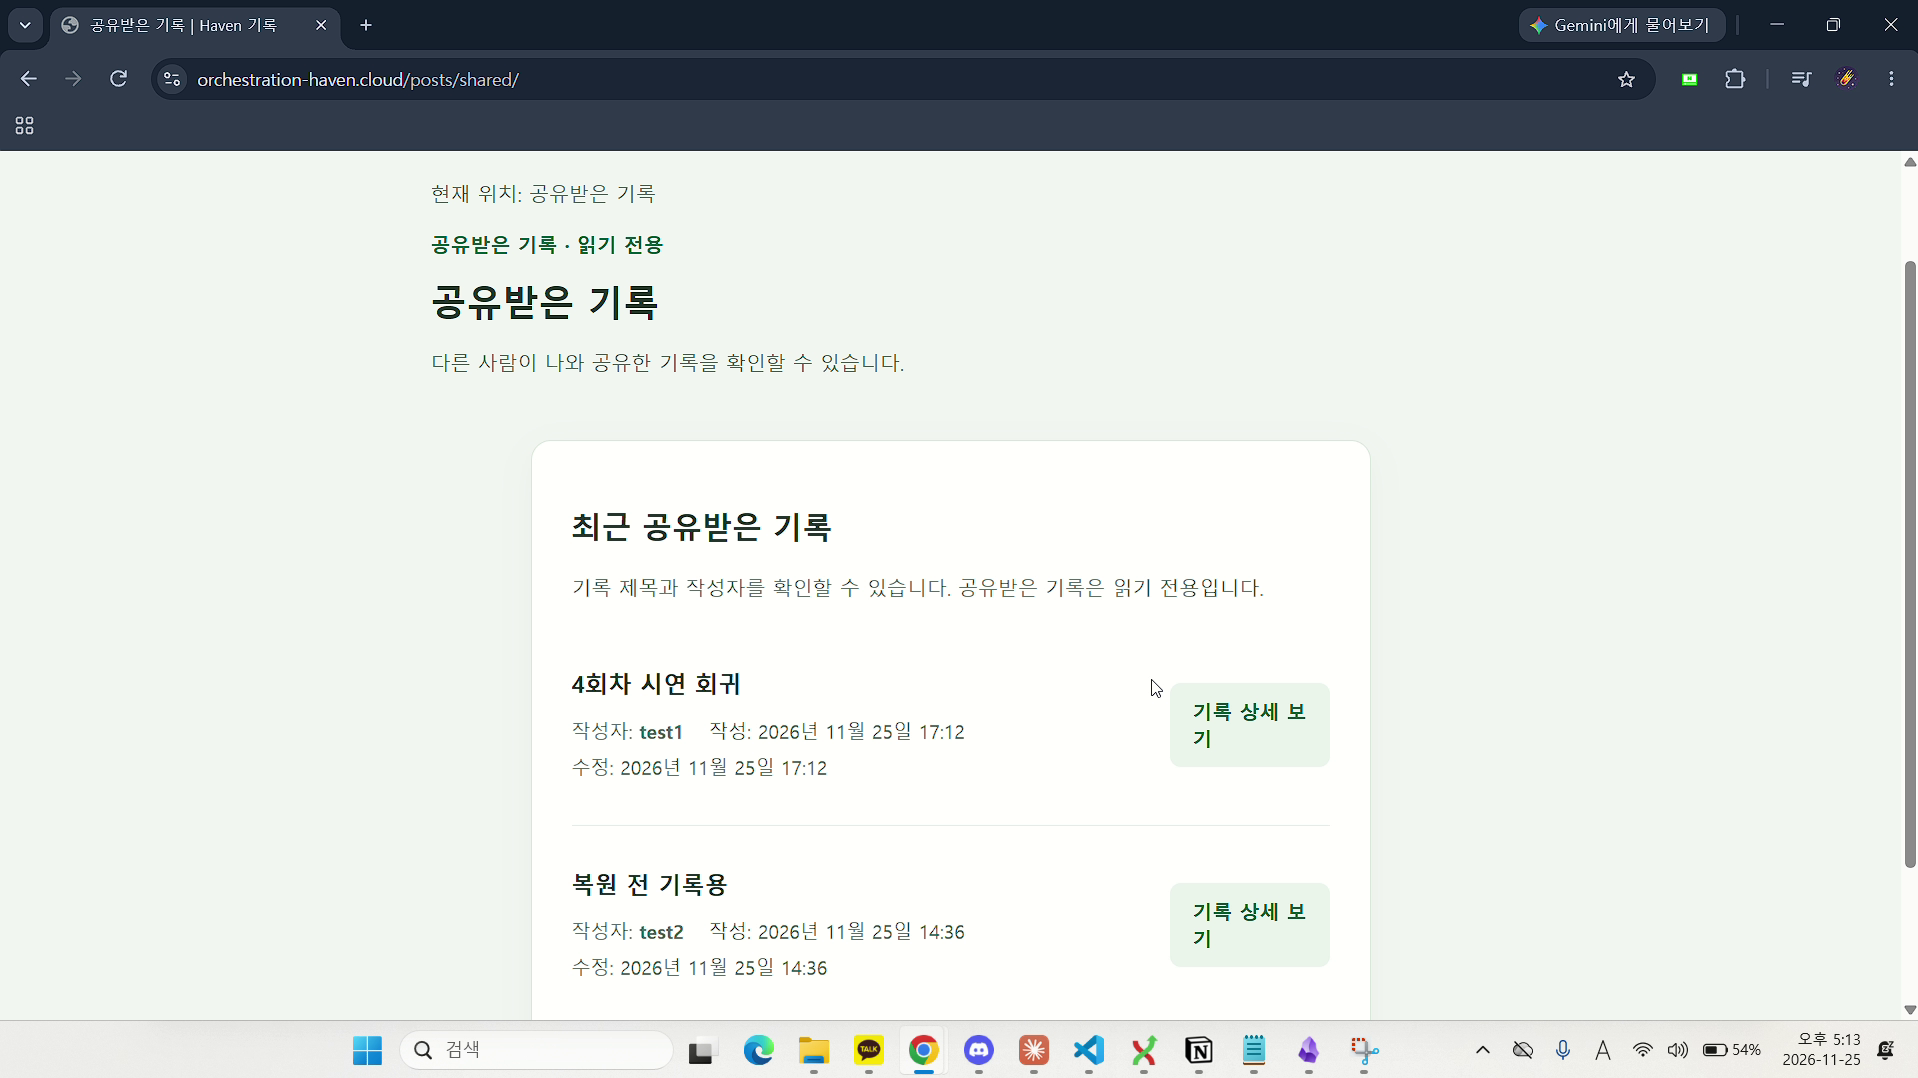 공유받은 기록 | Haven 기록
Gemini에게 물어보기
orchestration-haven.cloud/posts/shared/
현재 위치: 공유받은 기록
공유받은 기록 · 읽기 전용
공유받은 기록
다른 사람이 나와 공유한 기록을 확인할 수 있습니다.
최근 공유받은 기록
기록 제목과 작성자를 확인할 수 있습니다. 공유받은 기록은 읽기 전용입니다.
4회차 시연 회귀
작성자: test1 작성: 2026년 11월 25일 17:12
수정: 2026년 11월 25일 17:12
기록 상세 보
기
복원 전 기록용
작성자: test2 작성: 2026년 11월 25일 14:36
수정: 2026년 11월 25일 14:36
기록 상세 보
기
검색
TALK
A
54%
오후 5:13
2026-11-25